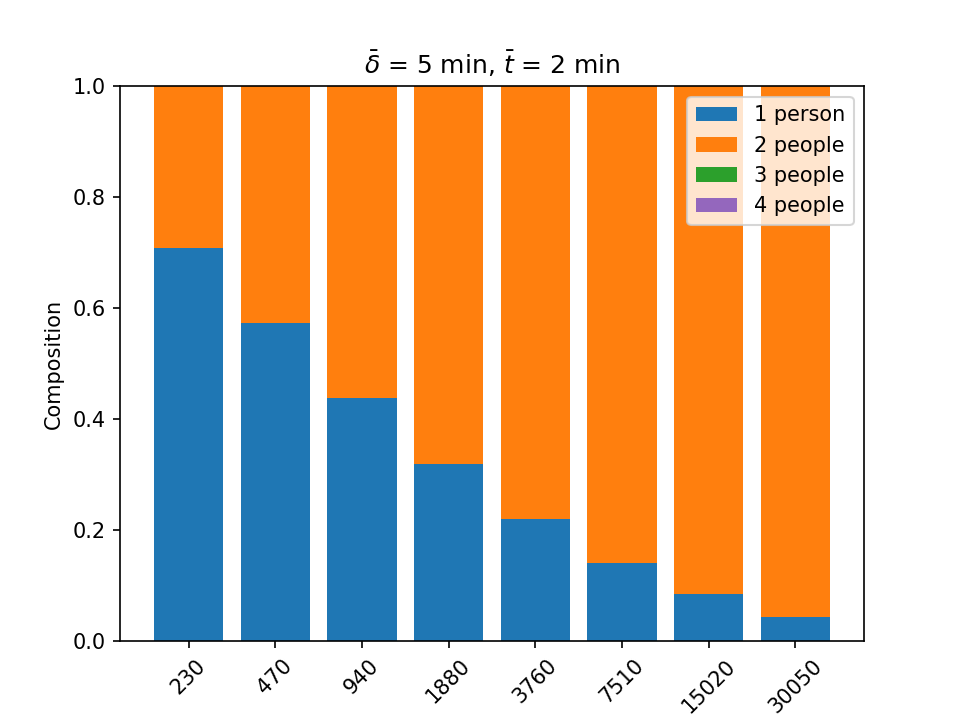 δ̄ = 5 min, t̄ = 2 min
1.0
0.8
0.6
0.4
0.2
0.0
Composition
1 person
2 people
3 people
4 people
230
470
940
1880
3760
7510
15020
30050